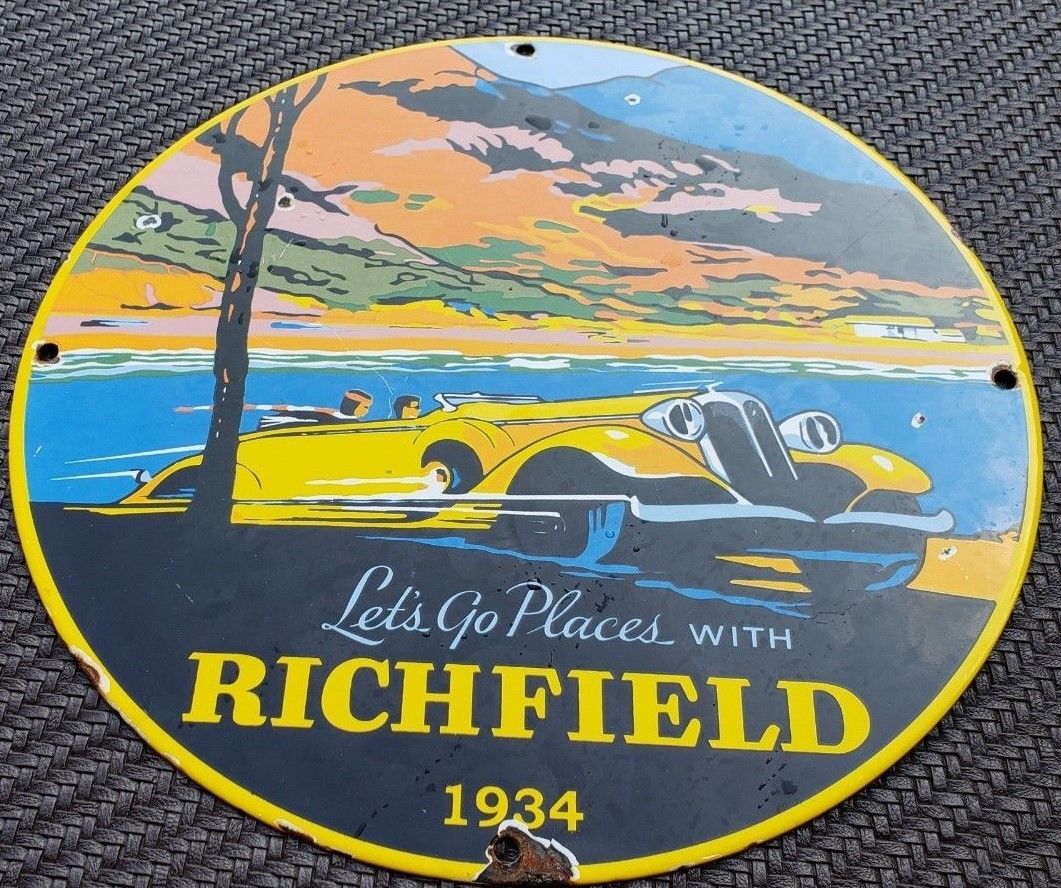 Let's Go Places WITH
RICHFIELD
1934